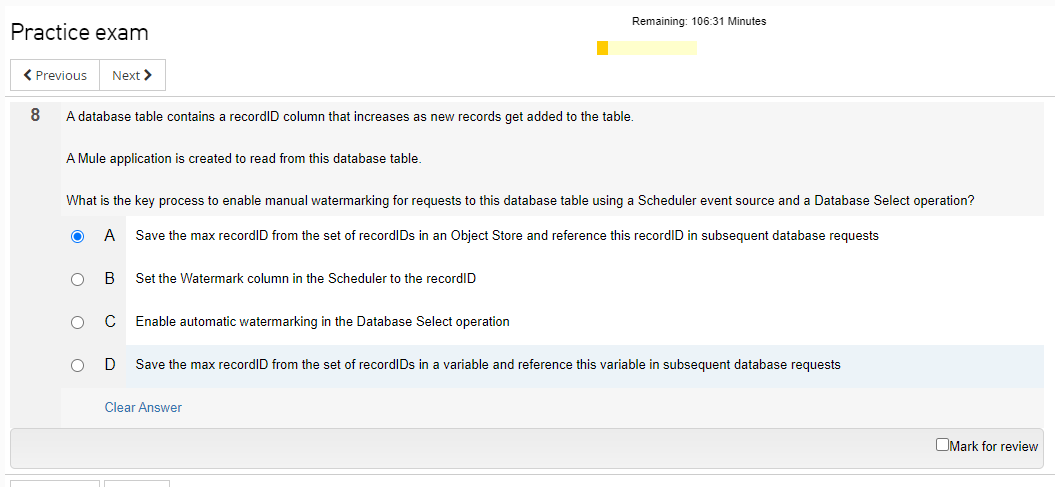 Practice exam
Remaining: 106:31 Minutes
Previous
Next
8
A database table contains a recordID column that increases as new records get added to the table.
A Mule application is created to read from this database table.
What is the key process to enable manual watermarking for requests to this database table using a Scheduler event source and a Database Select operation?
A Save the max recordID from the set of recordIDs in an Object Store and reference this recordID in subsequent database requests
B Set the Watermark column in the Scheduler to the recordID
C Enable automatic watermarking in the Database Select operation
D Save the max recordID from the set of recordIDs in a variable and reference this variable in subsequent database requests
Clear Answer
Mark for review